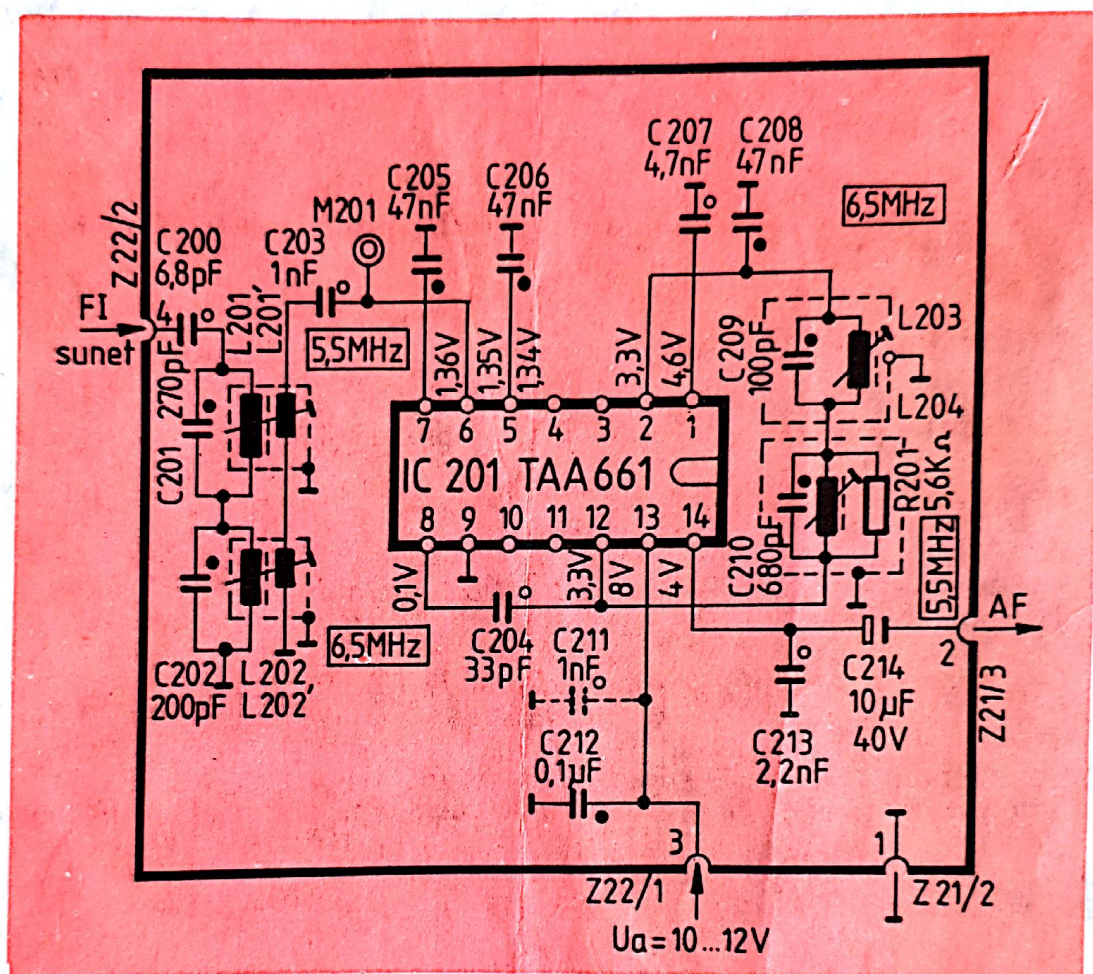 C207
4,7nF
C208
47nF
C205
47nF
C206
47nF
M201
6,5MHz
Z22/2
C200
6,8pF
C203
1nF
FI
sunet
4
L201
L201'
5,5MHz
270pF
C201
1,36V
1,35V
1,34V
3,3V
4,6V
C209
100pF
L203
L204
7
6
5
4
3
2
1
IC 201 TAA661
8
9
10
11
12
13
14
0,1V
3,3V
8V
4V
C210
680pF
R201
5,6KΩ
5,5MHz
AF
2
Z21/3
C202
200pF
L202,
L202'
6,5MHz
C204
33pF
C211
1nF
C212
0,1µF
C213
2,2nF
C214
10µF
40V
3
1
Z22/1
Z21/2
Ua=10...12V